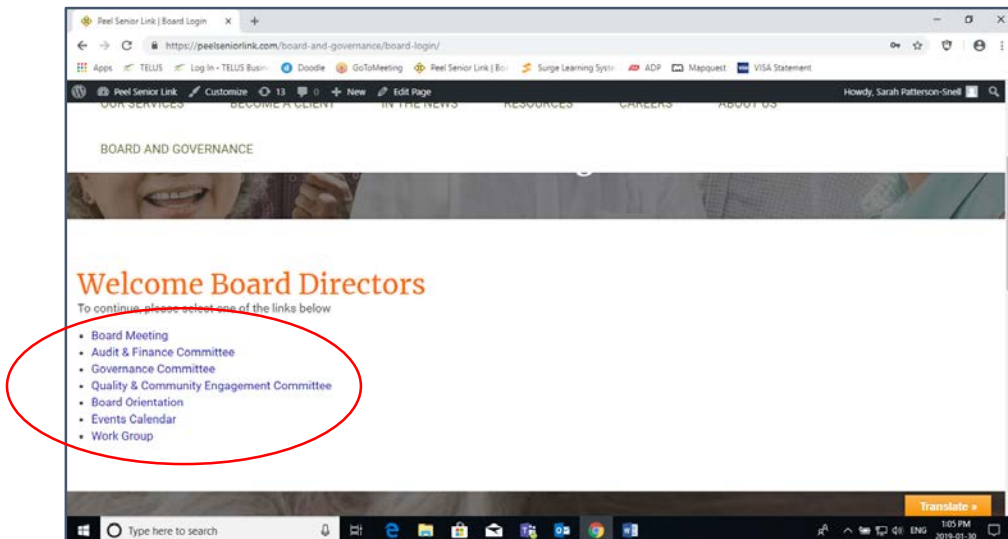 Peel Senior Link | Board Login
https://peelseniorlink.com/board-and-governance/board-login/
Apps TELUS Log In - TELUS Busin Doodle GoToMeeting Peel Senior Link | Bo Surge Learning Syste ADP Mapquest VISA Statement
Peel Senior Link Customize 13 0 + New Edit Page Howdy, Sarah Patterson-Snell
OUR SERVICES BECOME A CLIENT IN THE NEWS RESOURCES CAREERS ABOUT US
BOARD AND GOVERNANCE
Welcome Board Directors
To continue, please select one of the links below
• Board Meeting
• Audit & Finance Committee
• Governance Committee
• Quality & Community Engagement Committee
• Board Orientation
• Events Calendar
• Work Group
Translate »
Type here to search
ENG 1:05 PM
2019-01-30